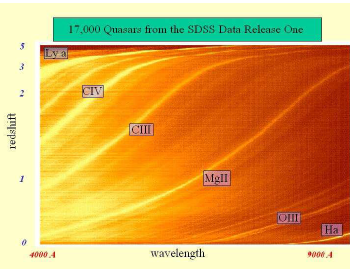 17,000 Quasars from the SDSS Data Release One
5
Ly a
3
CIV
2
CIII
redshift
1
MgII
OIII
Ha
0
4000 A
wavelength
9000 A